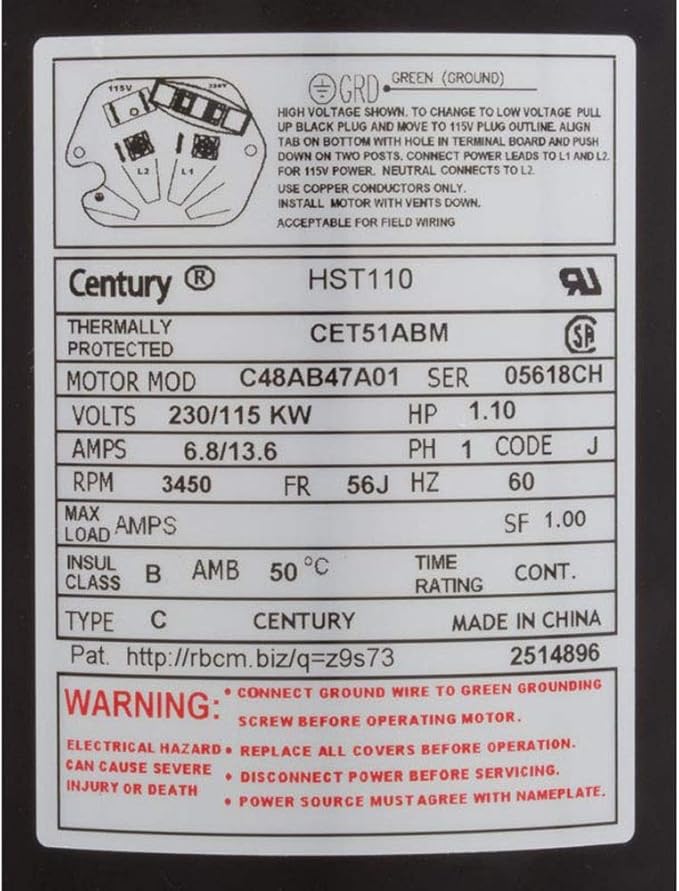 115V 230V
L2 L1
GRD GREEN (GROUND)
HIGH VOLTAGE SHOWN. TO CHANGE TO LOW VOLTAGE PULL
UP BLACK PLUG AND MOVE TO 115V PLUG OUTLINE. ALIGN
TAB ON BOTTOM WITH HOLE IN TERMINAL BOARD AND PUSH
DOWN ON TWO POSTS. CONNECT POWER LEADS TO L1 AND L2.
FOR 115V POWER. NEUTRAL CONNECTS TO L2.
USE COPPER CONDUCTORS ONLY.
INSTALL MOTOR WITH VENTS DOWN.
ACCEPTABLE FOR FIELD WIRING
Century ® HST110 RU
THERMALLY
PROTECTED CET51ABM SA
MOTOR MOD C48AB47A01 SER 05618CH
VOLTS 230/115 KW HP 1.10
AMPS 6.8/13.6 PH 1 CODE J
RPM 3450 FR 56J HZ 60
MAX
LOAD AMPS SF 1.00
INSUL
CLASS B AMB 50 °C TIME
RATING CONT.
TYPE C CENTURY MADE IN CHINA
Pat. http://rbcm.biz/q=z9s73 2514896
WARNING:
ELECTRICAL HAZARD
CAN CAUSE SEVERE
INJURY OR DEATH
• CONNECT GROUND WIRE TO GREEN GROUNDING
SCREW BEFORE OPERATING MOTOR.
• REPLACE ALL COVERS BEFORE OPERATION.
• DISCONNECT POWER BEFORE SERVICING.
• POWER SOURCE MUST AGREE WITH NAMEPLATE.